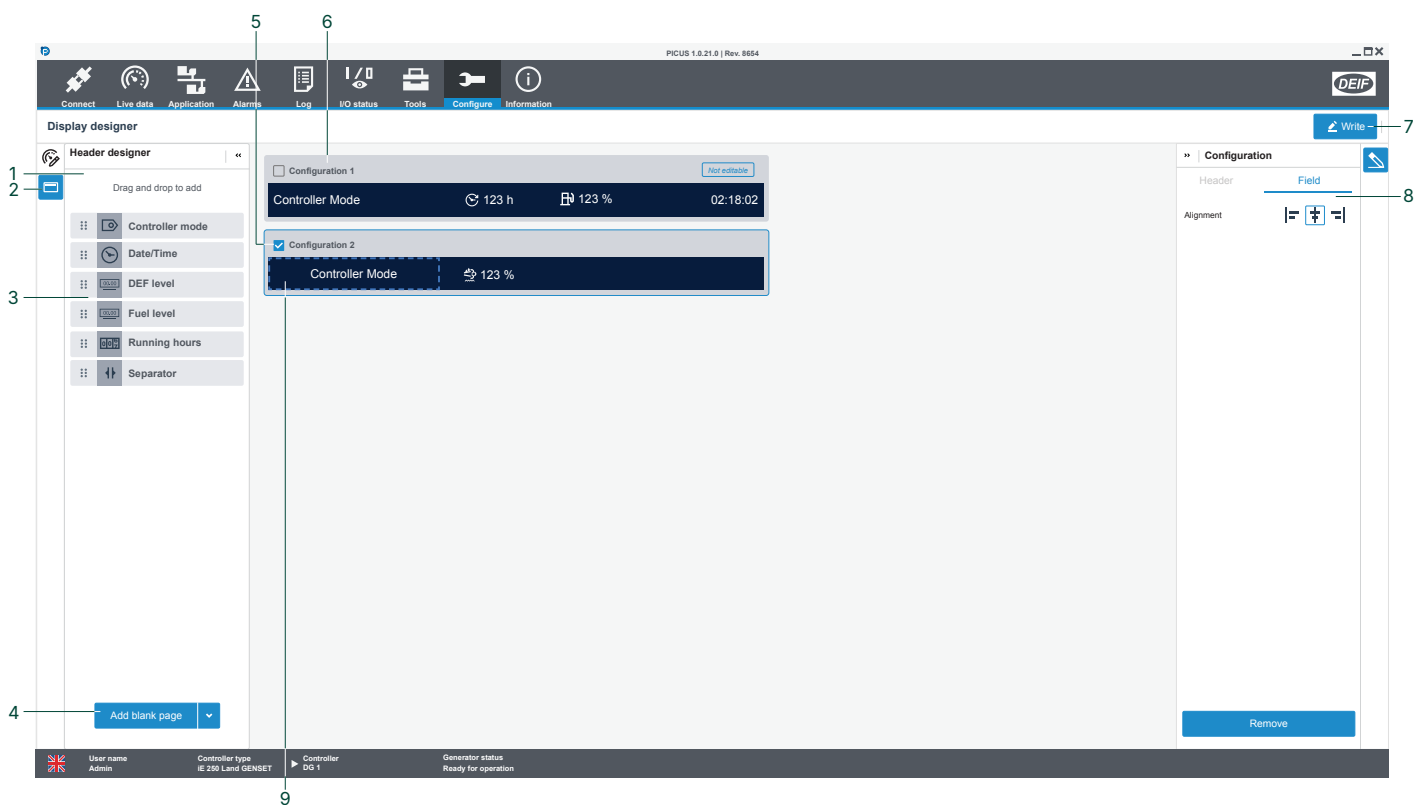 5 6
PICUS 1.0.21.0 | Rev. 8654
Connect Live data Application Alarms Log I/O status Tools Configure Information
DEIF
Display designer
Write
7
Header designer
Configuration
1
2
Drag and drop to add
Header Field
8
Alignment
Controller mode
Date/Time
DEF level
3
Fuel level
Running hours
Separator
Configuration 1 Not editable
Controller Mode 123 h 123 % 02:18:02
Configuration 2
Controller Mode 123 %
4
Add blank page
Remove
User name Controller type Controller Generator status
Admin iE 250 Land GENSET DG 1 Ready for operation
9